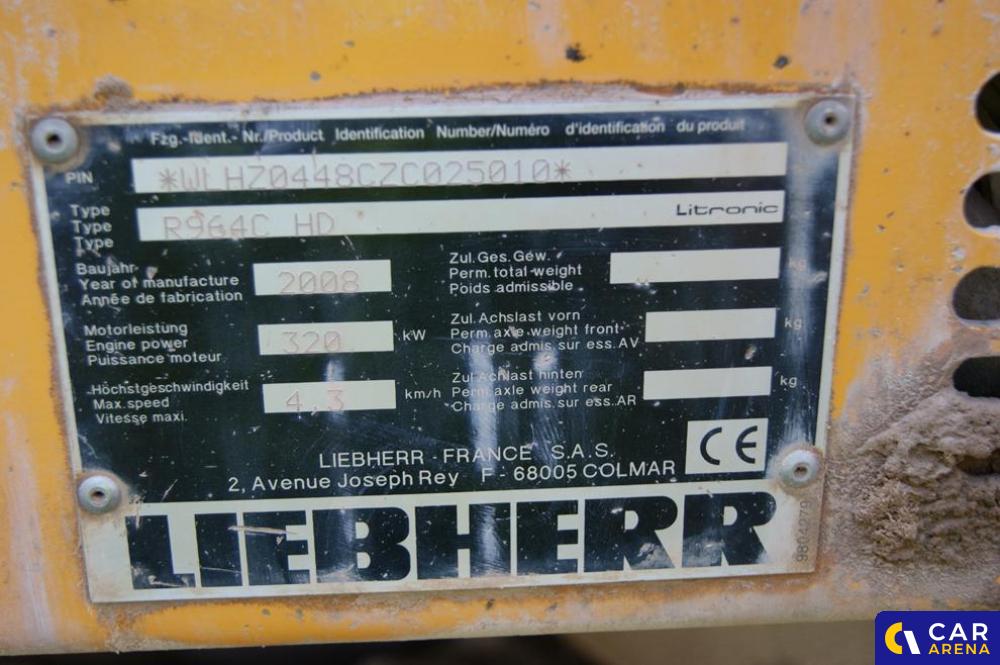 Fzg.-Ident.- Nr./Product Identification Number/Numéro d'identification du produit
PIN *WLHZ0448CZC025010*
Type
Type R964C HD Litronic
Type
Baujahr
Year of manufacture 2008
Année de fabrication
Zul. Ges. Gew.
Perm. total weight kg
Poids admissible
Motorleistung
Engine power 320 kW
Puissance moteur
Zul. Achslast vorn
Perm. axle weight front kg
Charge admis. sur ess. AV
Höchstgeschwindigkeit
Max. speed 4,3 km/h
Vitesse maxi.
Zul Achlast hinten
Perm. axle weight rear kg
Charge admis. sur ess. AR
LIEBHERR - FRANCE S.A.S.
2, Avenue Joseph Rey F - 68005 COLMAR
CE
LIEBHERR
CAR
ARENA